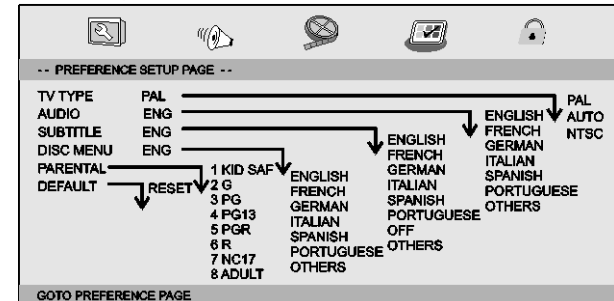 -- PREFERENCE SETUP PAGE --
TV TYPE PAL
AUDIO ENG
SUBTITLE ENG
DISC MENU ENG
PARENTAL
DEFAULT
RESET
1 KID SAF
2 G
3 PG
4 PG13
5 PGR
6 R
7 NC17
8 ADULT
ENGLISH
FRENCH
GERMAN
ITALIAN
SPANISH
PORTUGUESE
OTHERS
ENGLISH
FRENCH
GERMAN
ITALIAN
SPANISH
PORTUGUESE
OFF
OTHERS
ENGLISH
FRENCH
GERMAN
ITALIAN
SPANISH
PORTUGUESE
OTHERS
PAL
AUTO
NTSC
GOTO PREFERENCE PAGE